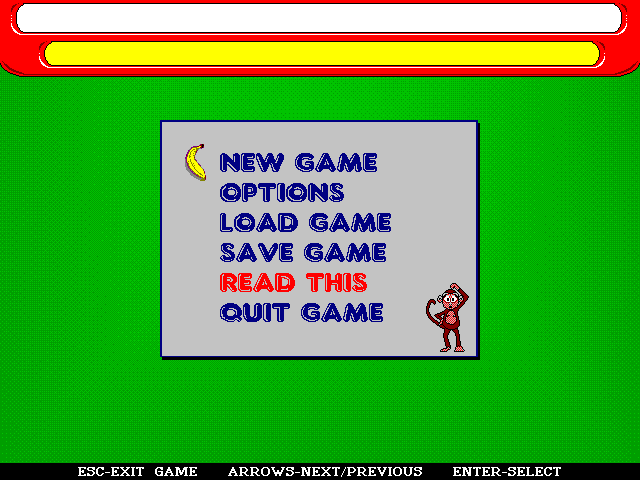 NEW GAME
OPTIONS
LOAD GAME
SAVE GAME
READ THIS
QUIT GAME
ESC-EXIT GAME ARROWS-NEXT/PREVIOUS ENTER-SELECT